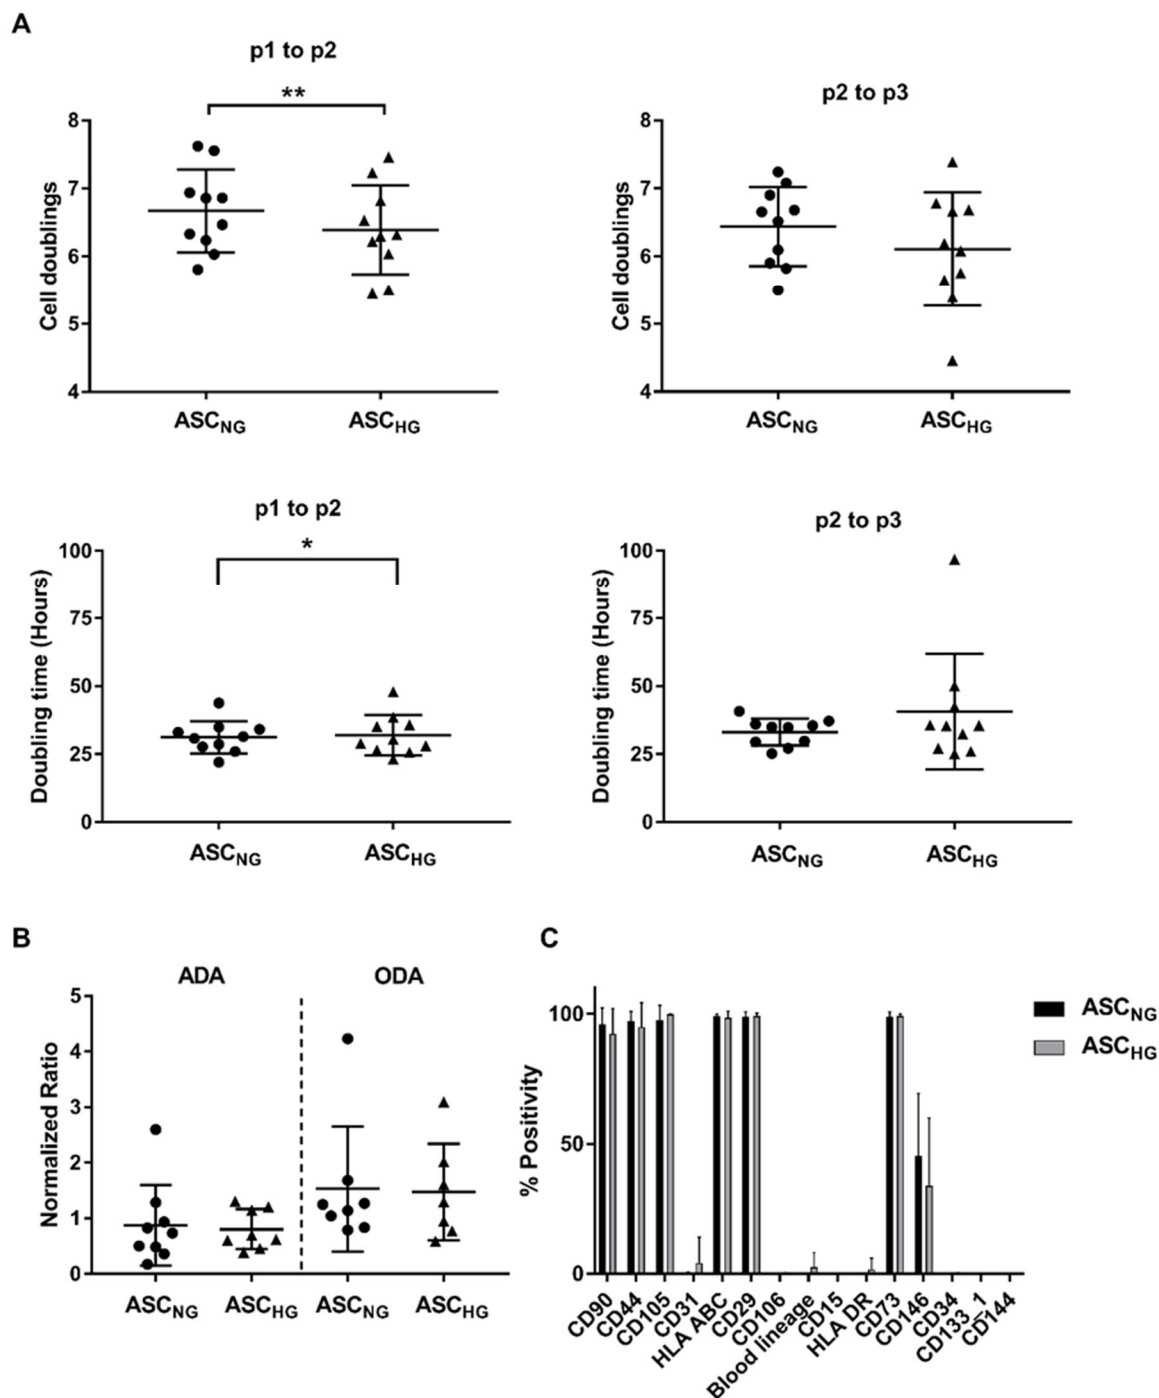 A
p1 to p2
**
Cell doublings
8
7
6
5
4
ASCNG
ASCHG
p2 to p3
Cell doublings
8
7
6
5
4
ASCNG
ASCHG
p1 to p2
*
Doubling time (Hours)
100
75
50
25
0
ASCNG
ASCHG
p2 to p3
Doubling time (Hours)
100
75
50
25
0
ASCNG
ASCHG
B
ADA
ODA
Normalized Ratio
5
4
3
2
1
0
ASCNG
ASCHG
ASCNG
ASCHG
C
% Positivity
100
50
0
CD90
CD44
CD105
CD31
HLA ABC
CD29
CD106
Blood lineage
CD15
HLA DR
CD73
CD146
CD34
CD133_1
CD144
ASCNG
ASCHG